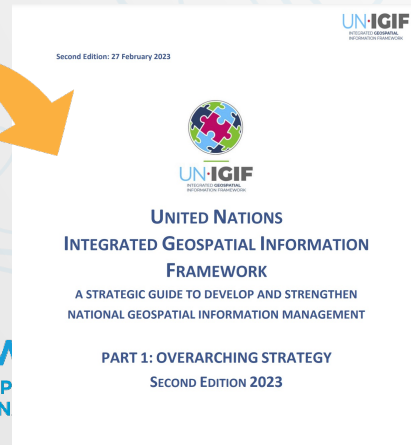 UN·IGIF
INTEGRATED GEOSPATIAL
INFORMATION FRAMEWORK
Second Edition: 27 February 2023
UN·IGIF
INTEGRATED GEOSPATIAL
INFORMATION FRAMEWORK
UNITED NATIONS
INTEGRATED GEOSPATIAL INFORMATION
FRAMEWORK
A STRATEGIC GUIDE TO DEVELOP AND STRENGTHEN
NATIONAL GEOSPATIAL INFORMATION MANAGEMENT
PART 1: OVERARCHING STRATEGY
SECOND EDITION 2023
P
N